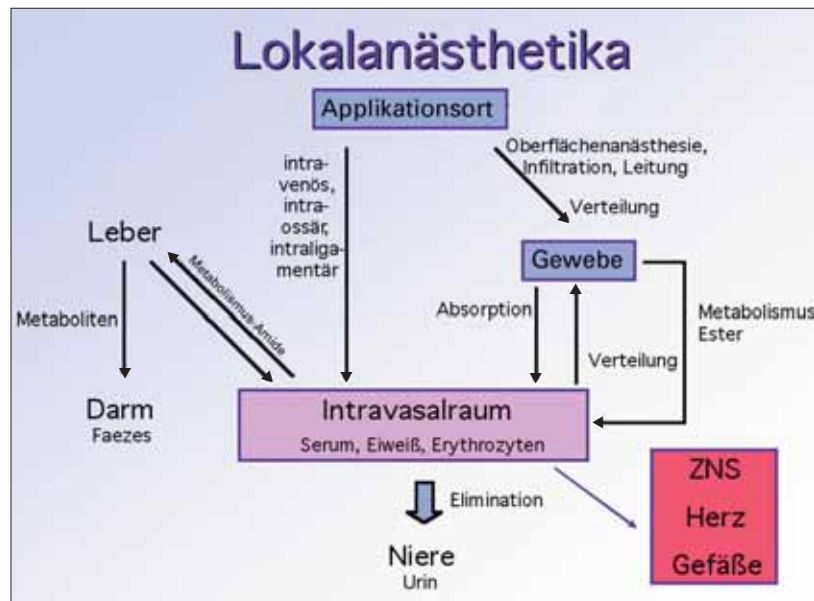 Lokalanästhetika
Applikationsort
intra-
venös,
intra-
ossär,
intraliga-
mentär
Oberflächenanästhesie,
Infiltration, Leitung
Verteilung
Leber
Metabolismus-Amide
Gewebe
Metaboliten
Absorption
Verteilung
Metabolismus
Ester
Darm
Faezes
Intravasalraum
Serum, Eiweiß, Erythrozyten
Elimination
Niere
Urin
ZNS
Herz
Gefäße